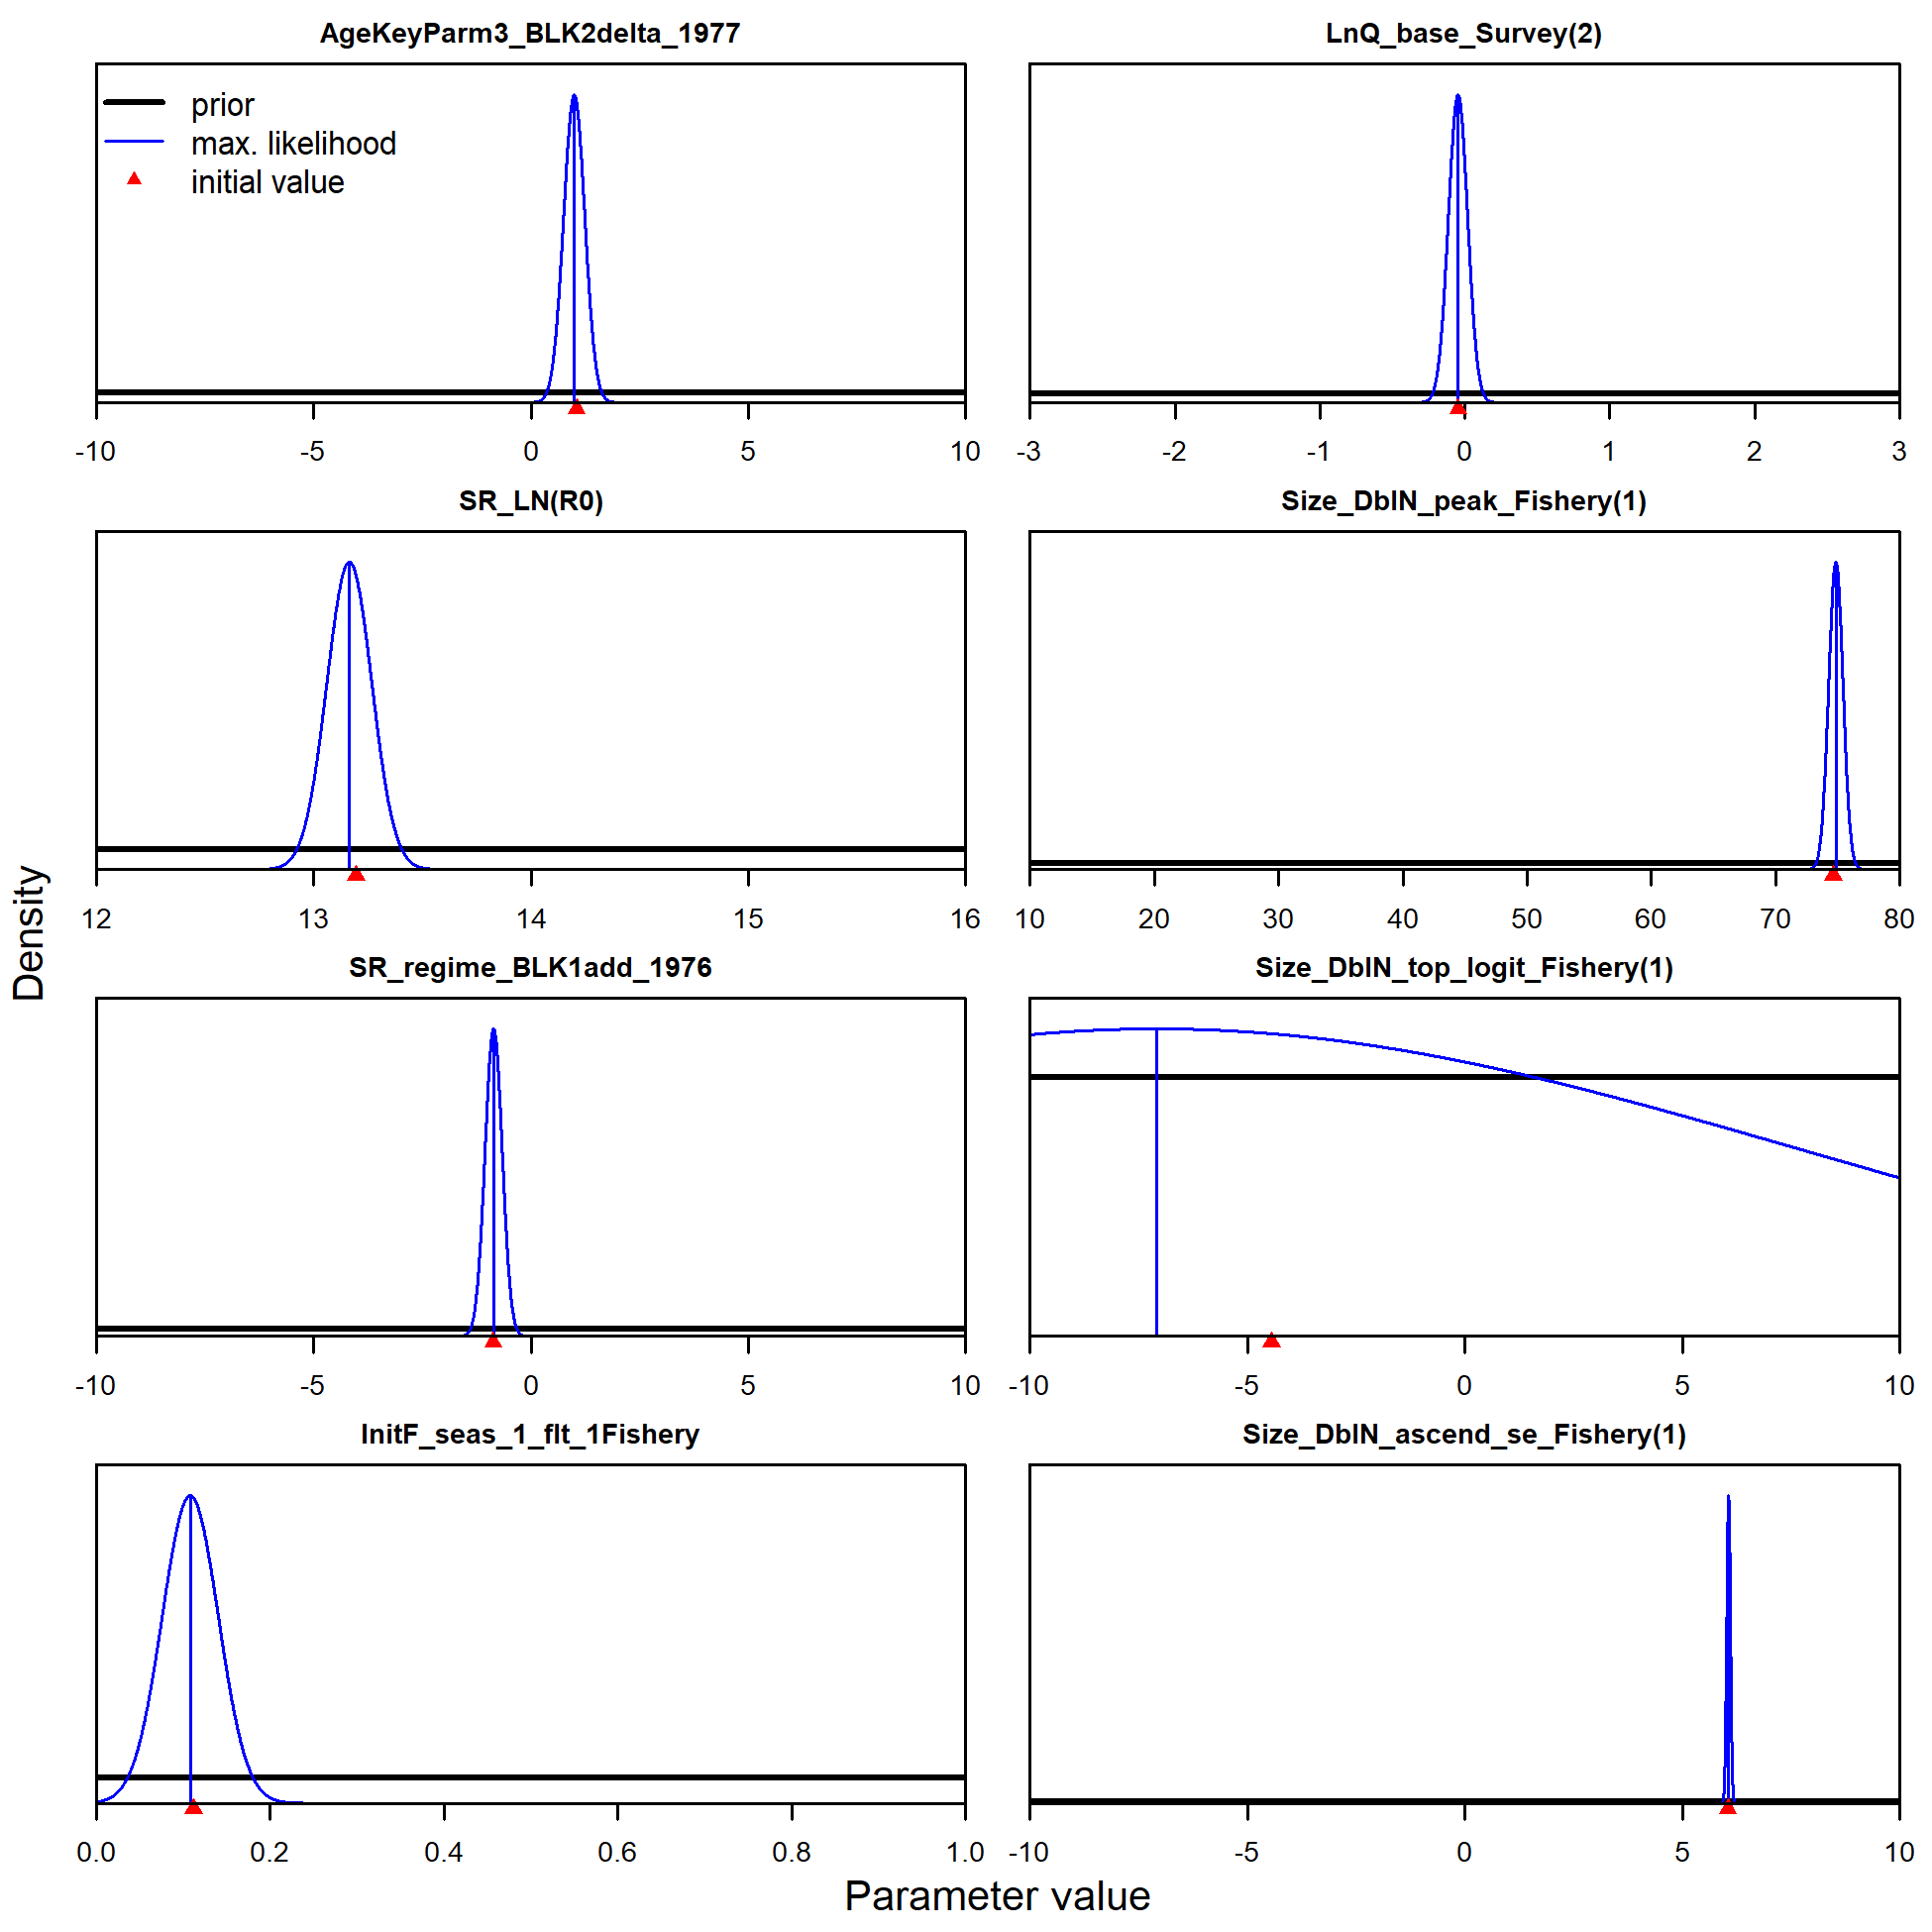 AgeKeyParm3_BLK2delta_1977
prior
max. likelihood
initial value
-10 -5 0 5 10
LnQ_base_Survey(2)
-3 -2 -1 0 1 2 3
SR_LN(R0)
12 13 14 15 16
Size_DblN_peak_Fishery(1)
10 20 30 40 50 60 70 80
SR_regime_BLK1add_1976
-10 -5 0 5 10
Size_DblN_top_logit_Fishery(1)
-10 -5 0 5 10
InitF_seas_1_flt_1Fishery
0.0 0.2 0.4 0.6 0.8 1.0
Size_DblN_ascend_se_Fishery(1)
-10 -5 0 5 10
Density
Parameter value